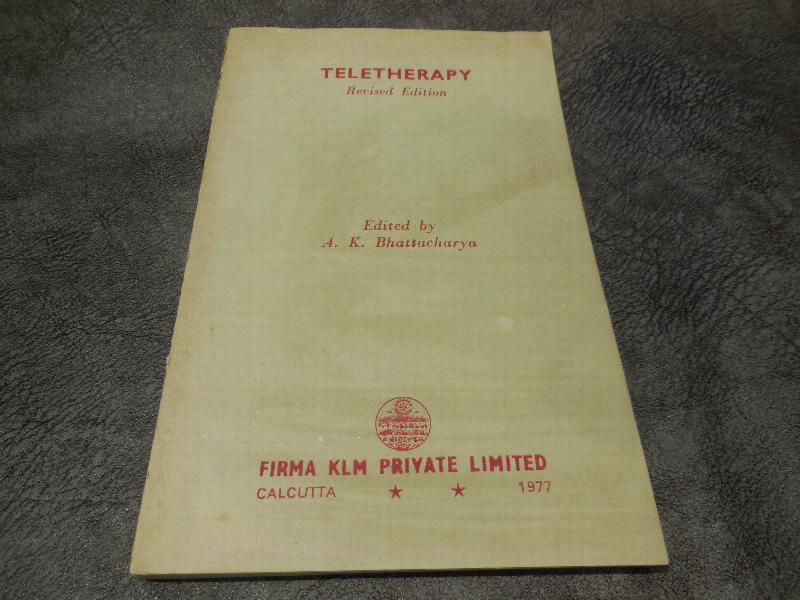 TELETHERAPY
Revised Edition
Edited by
A. K. Bhattacharya
FIRMA KLM PRIVATE LIMITED
CALCUTTA ★ ★ 1977